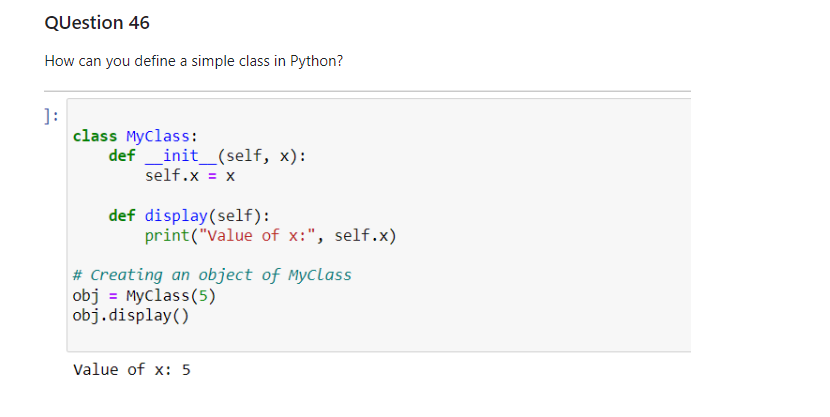 QUestion 46
How can you define a simple class in Python?
]:
class MyClass:
    def __init__(self, x):
        self.x = x
    def display(self):
        print("Value of x:", self.x)
# Creating an object of MyClass
obj = MyClass(5)
obj.display()
Value of x: 5